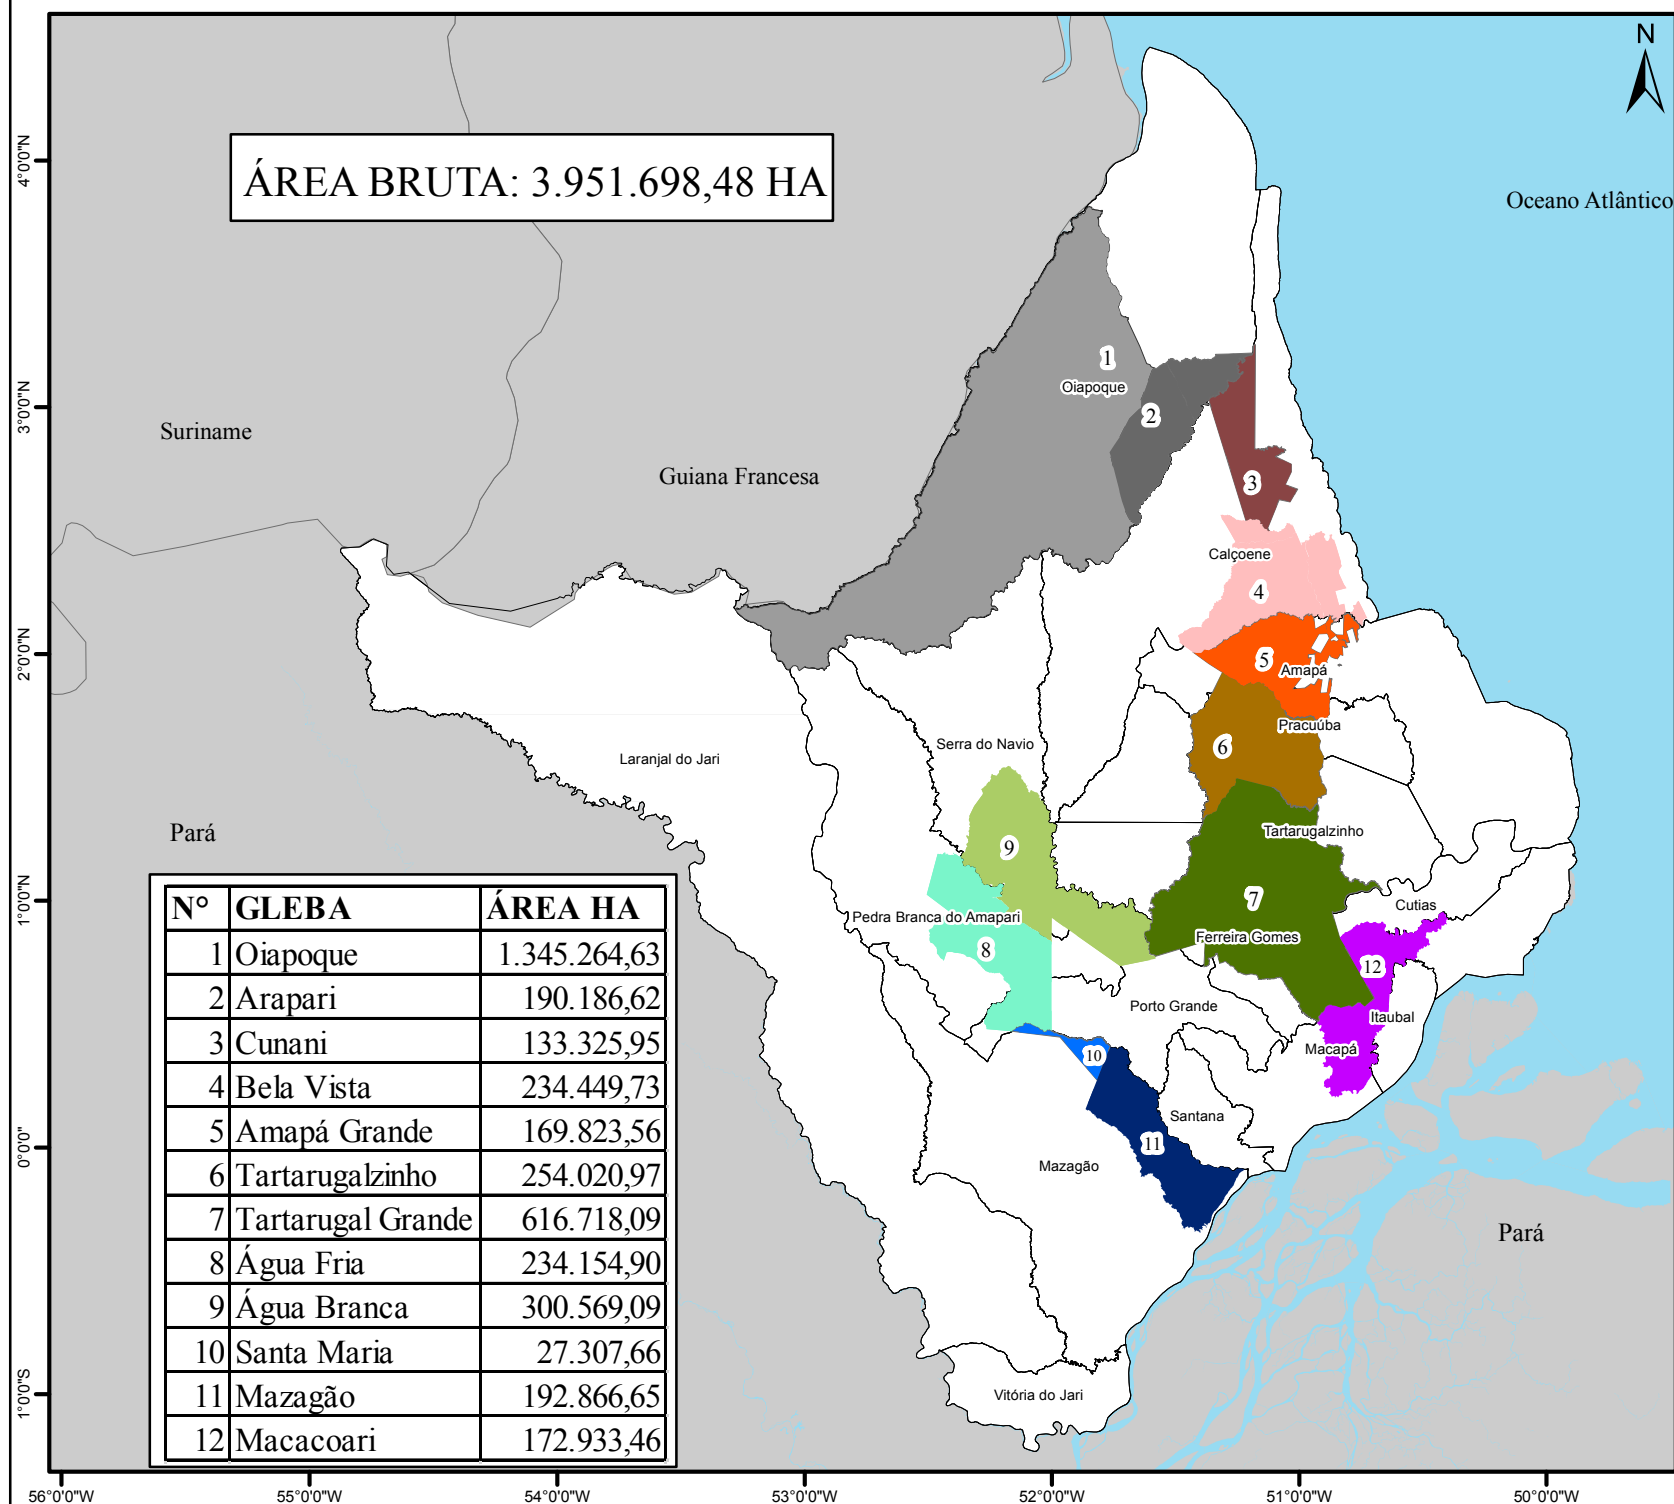 N
4°0'0"N
ÁREA BRUTA: 3.951.698,48 HA
Oceano Atlântico
1
Oiapoque
2
3°0'0"N
Suriname
Guiana Francesa
3
Calçoene
4
2°0'0"N
5
Amapá
Pracuúba
6
Serra do Navio
Laranjal do Jari
Pará
Tartarugalzinho
9
1°0'0"N
7
Cutias
Pedra Branca do Amapari
8
Ferreira Gomes
12
Porto Grande
Itaubal
Macapá
10
Santana
11
0°0'0"
Mazagão
Pará
1°0'0"S
Vitória do Jari
N° GLEBA ÁREA HA
1 Oiapoque 1.345.264,63
2 Arapari 190.186,62
3 Cunani 133.325,95
4 Bela Vista 234.449,73
5 Amapá Grande 169.823,56
6 Tartarugalzinho 254.020,97
7 Tartarugal Grande 616.718,09
8 Água Fria 234.154,90
9 Água Branca 300.569,09
10 Santa Maria 27.307,66
11 Mazagão 192.866,65
12 Macacoari 172.933,46
56°0'0"W 55°0'0"W 54°0'0"W 53°0'0"W 52°0'0"W 51°0'0"W 50°0'0"W